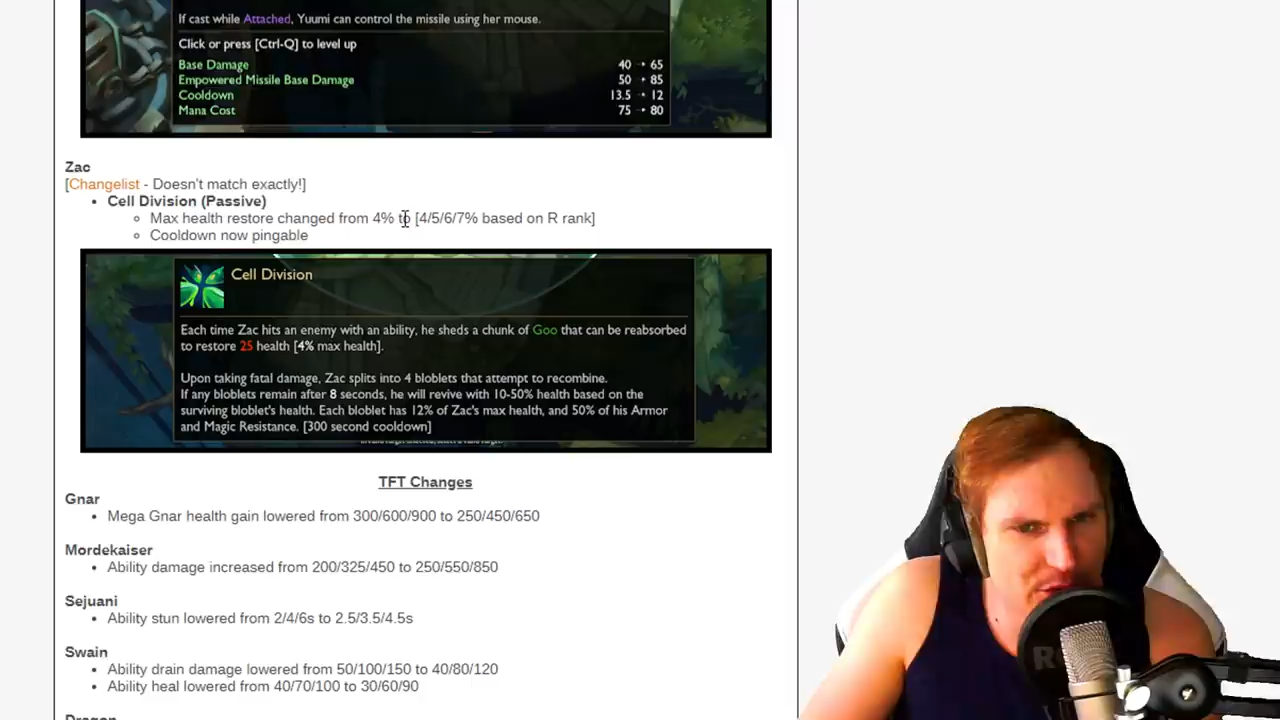 If cast while Attached, Yuumi can control the missile using her mouse.
Click or press [Ctrl-Q] to level up
Base Damage 40 → 65
Empowered Missile Base Damage 50 → 85
Cooldown 13.5 → 12
Mana Cost 75 → 80
Zac
[Changelist - Doesn't match exactly!]
• Cell Division (Passive)
◦ Max health restore changed from 4% to [4/5/6/7% based on R rank]
◦ Cooldown now pingable
Cell Division
Each time Zac hits an enemy with an ability, he sheds a chunk of Goo that can be reabsorbed
to restore 25 health [4% max health].
Upon taking fatal damage, Zac splits into 4 bloblets that attempt to recombine.
If any bloblets remain after 8 seconds, he will revive with 10-50% health based on the
surviving bloblet's health. Each bloblet has 12% of Zac's max health, and 50% of his Armor
and Magic Resistance. [300 second cooldown]
TFT Changes
Gnar
• Mega Gnar health gain lowered from 300/600/900 to 250/450/650
Mordekaiser
• Ability damage increased from 200/325/450 to 250/550/850
Sejuani
• Ability stun lowered from 2/4/6s to 2.5/3.5/4.5s
Swain
• Ability drain damage lowered from 50/100/150 to 40/80/120
• Ability heal lowered from 40/70/100 to 30/60/90
Dragon